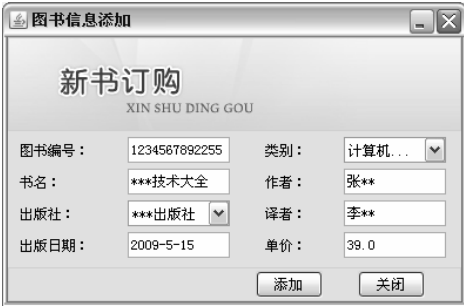 图书信息添加
新书订购
XIN SHU DING GOU
图书编号： 1234567892255 类别： 计算机...
书名： ***技术大全 作者： 张**
出版社： ***出版社 译者： 李**
出版日期： 2009-5-15 单价： 39.0
添加 关闭